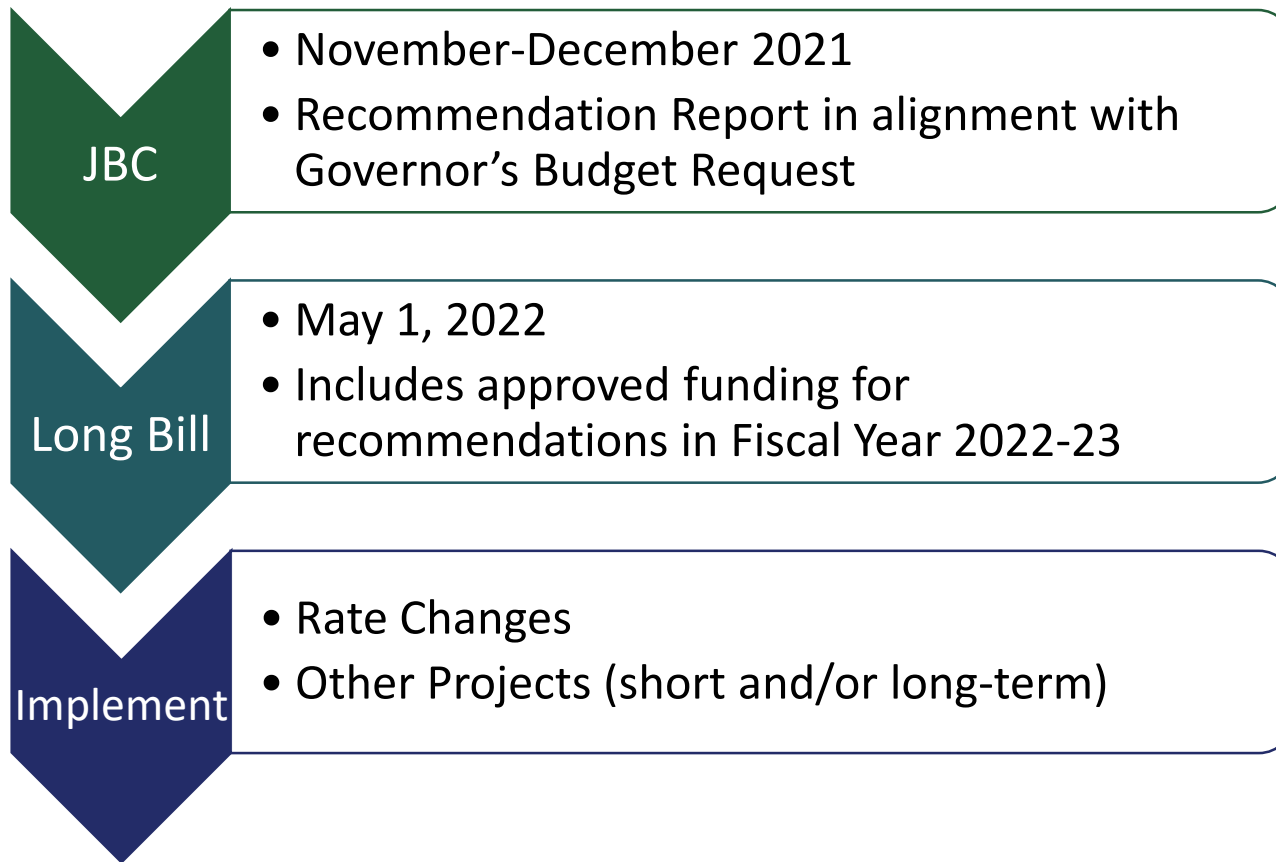 JBC
• November-December 2021
• Recommendation Report in alignment with
Governor’s Budget Request
Long Bill
• May 1, 2022
• Includes approved funding for
recommendations in Fiscal Year 2022-23
Implement
• Rate Changes
• Other Projects (short and/or long-term)